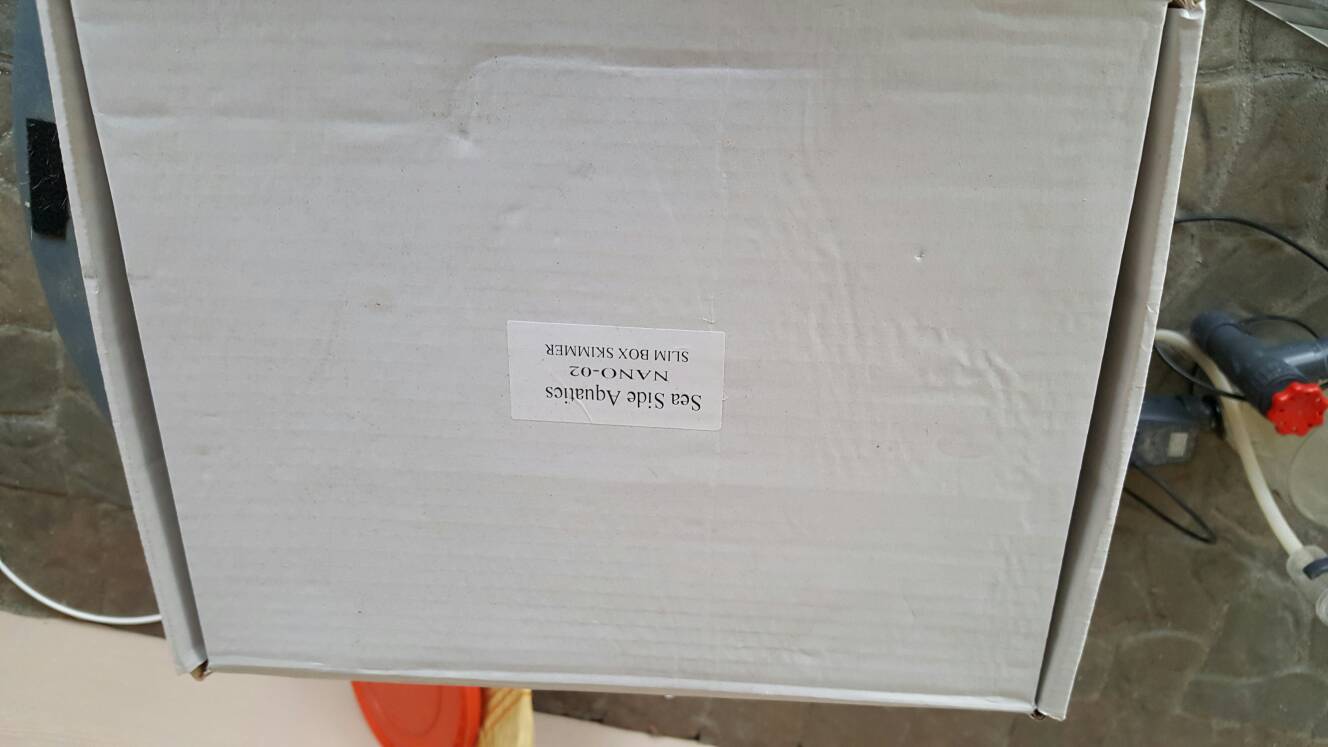 Sea Side Aquatics
NANO-02
SLIM BOX SKIMMER